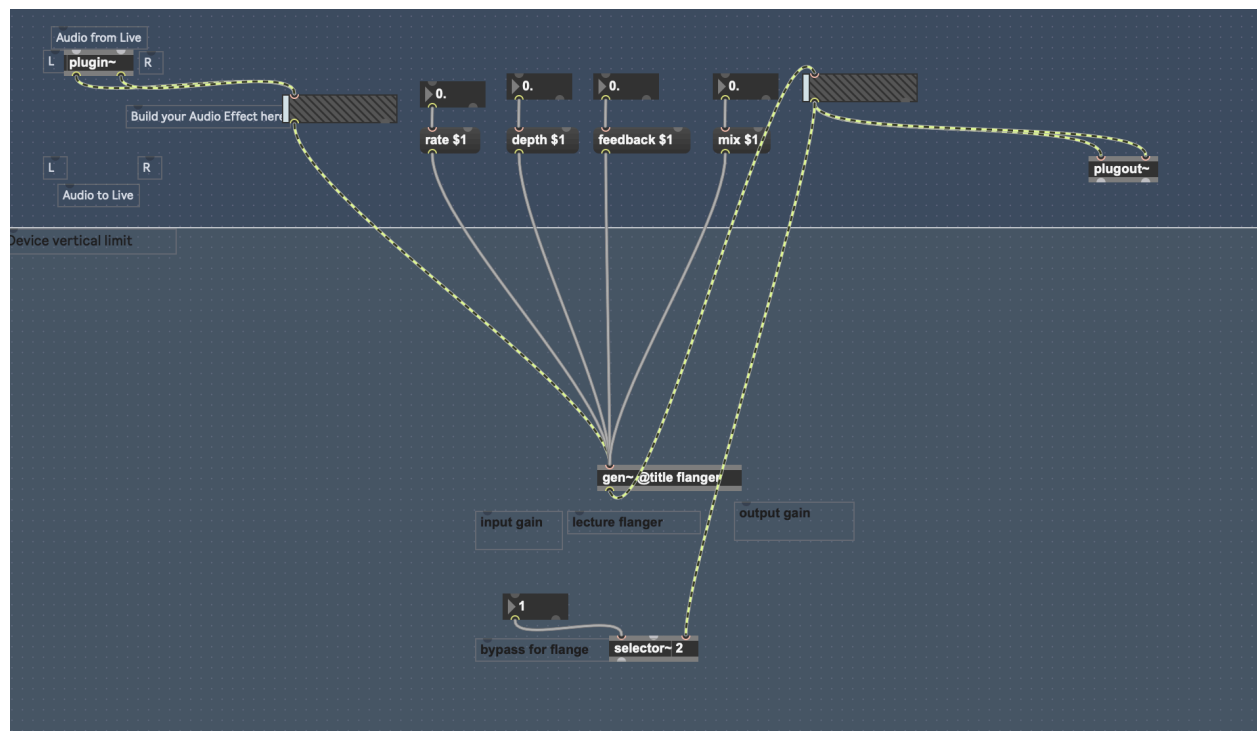 Audio from Live
L
plugin~
R
Build your Audio Effect here
0.
0.
0.
0.
rate $1
depth $1
feedback $1
mix $1
L
R
Audio to Live
plugout~
Device vertical limit
gen~ @title flanger
input gain
lecture flanger
output gain
1
bypass for flange
selector~ 2